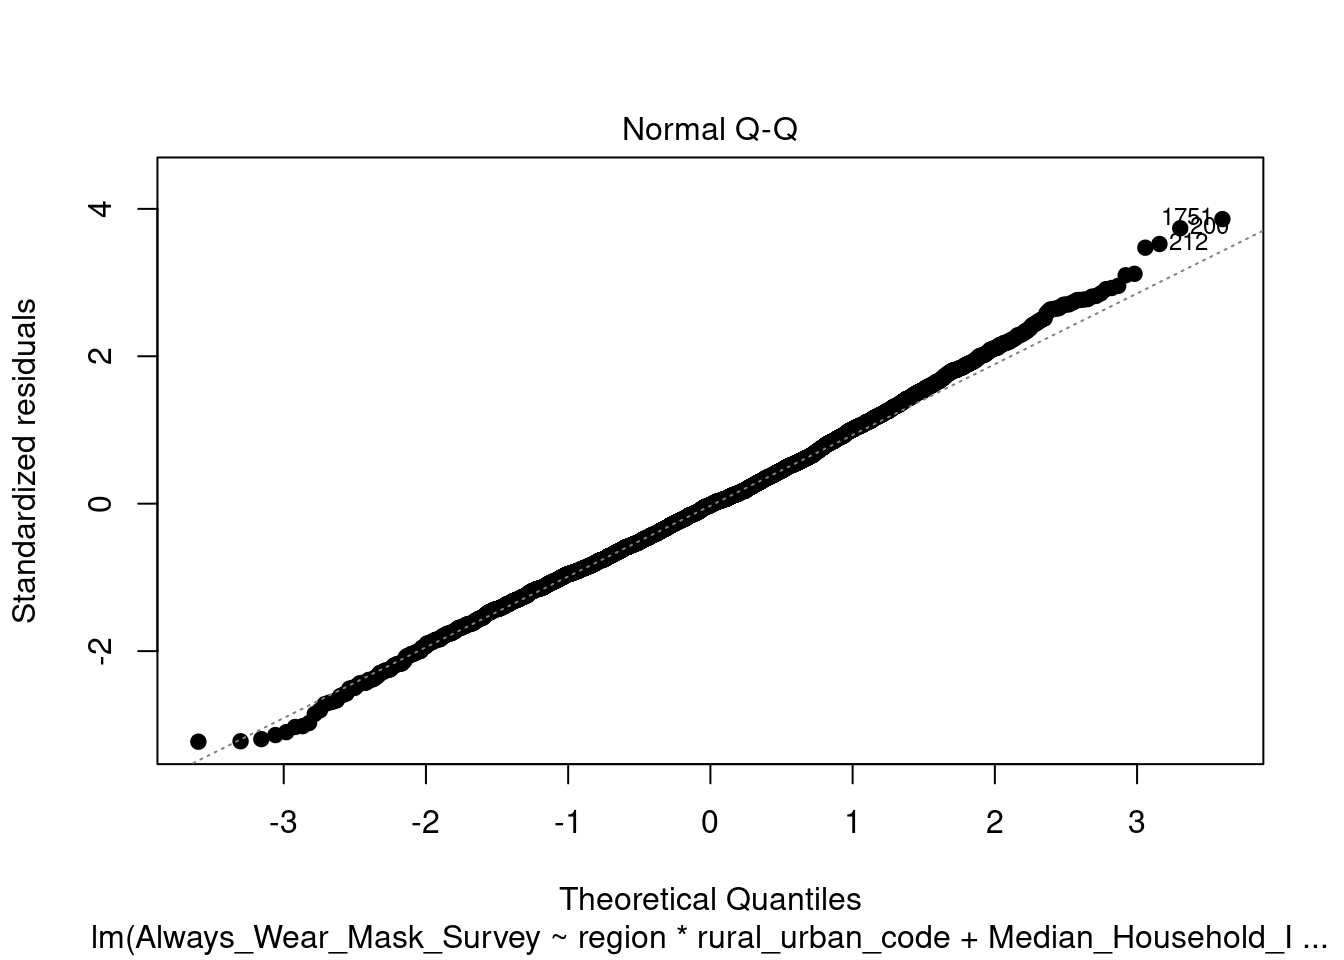 Normal Q-Q
Standardized residuals
4
2
0
-2
1751
200
212
-3 -2 -1 0 1 2 3
Theoretical Quantiles
lm(Always_Wear_Mask_Survey ~ region * rural_urban_code + Median_Household_I ...